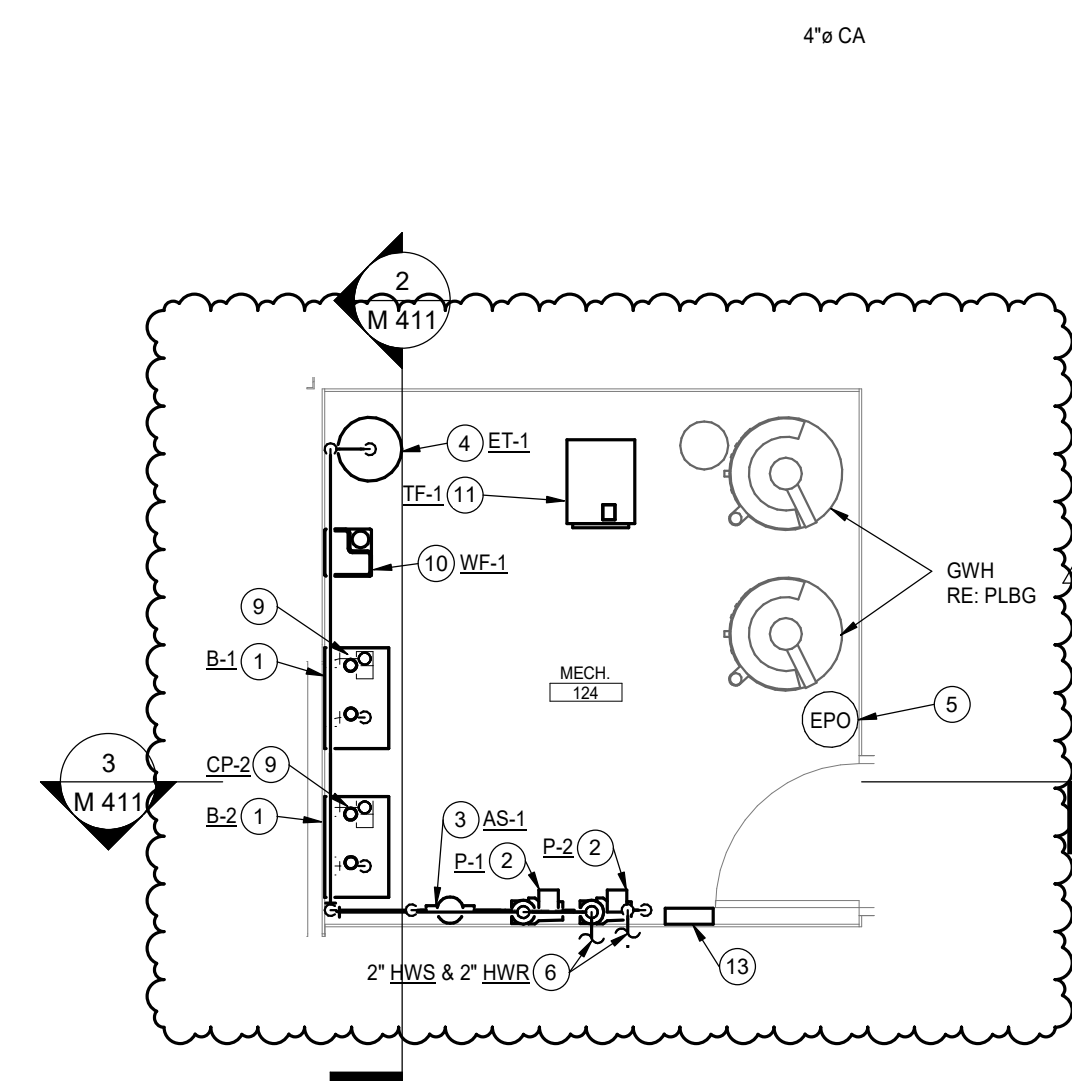 4"ø CA
2
M 411
4 ET-1
TF-1 11
10 WF-1
GWH
RE: PLBG
9
B-1 1
MECH.
124
EPO
5
3
M 411
CP-2 9
B-2 1
3 AS-1
P-1 2
P-2 2
2" HWS & 2" HWR 6
13